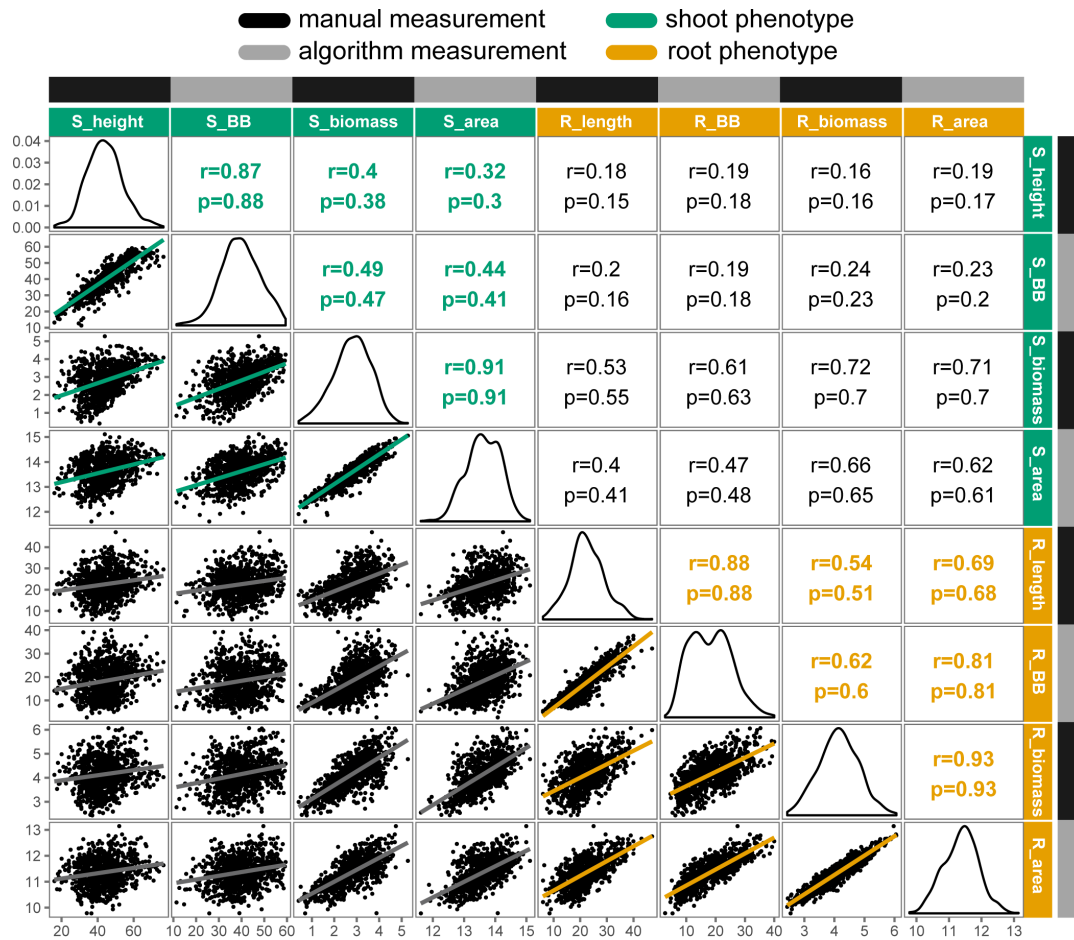 manual measurement shoot phenotype
algorithm measurement root phenotype
S_height S_BB S_biomass S_area R_length R_BB R_biomass R_area
0.04
0.03
0.02
0.01
0.00
r=0.87 r=0.4 r=0.32 r=0.18 r=0.19 r=0.16 r=0.19
p=0.88 p=0.38 p=0.3 p=0.15 p=0.18 p=0.16 p=0.17
S_height
60
50
40
30
20
10
r=0.49 r=0.44 r=0.2 r=0.19 r=0.24 r=0.23
p=0.47 p=0.41 p=0.16 p=0.18 p=0.23 p=0.2
S_BB
5
4
3
2
1
r=0.91 r=0.53 r=0.61 r=0.72 r=0.71
p=0.91 p=0.55 p=0.63 p=0.7 p=0.7
S_biomass
15
14
13
12
r=0.4 r=0.47 r=0.66 r=0.62
p=0.41 p=0.48 p=0.65 p=0.61
S_area
40
30
20
10
r=0.88 r=0.54 r=0.69
p=0.88 p=0.51 p=0.68
R_length
40
30
20
10
r=0.62 r=0.81
p=0.6 p=0.81
R_BB
6
5
4
3
r=0.93
p=0.93
R_biomass
13
12
11
10
R_area
20 40 60 10 20 30 40 50 60 1 2 3 4 5 12 13 14 15 10 20 30 40 10 20 30 40 3 4 5 6 10 11 12 13